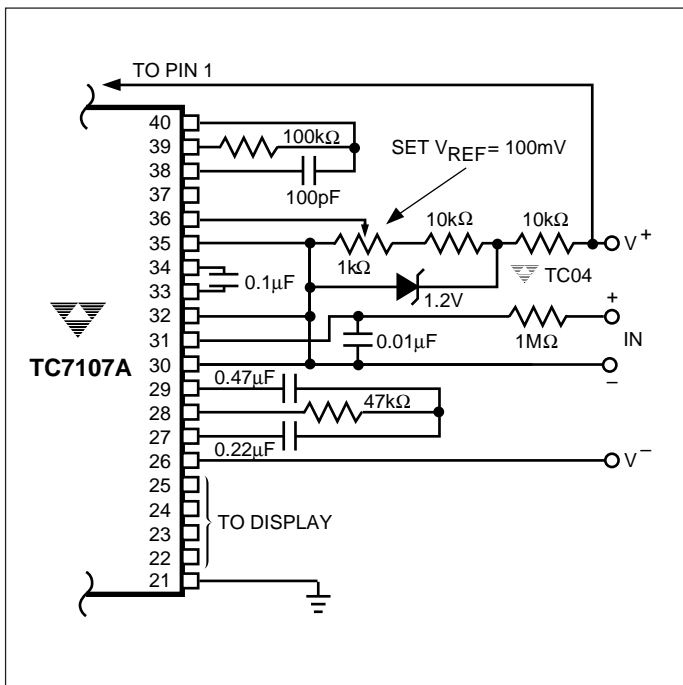 TO PIN 1
40
39
100kΩ
38
100pF
SET VREF = 100mV
37
36
35
1kΩ
10kΩ
10kΩ
V+
34
33
0.1µF
1.2V
TC04
32
31
0.01µF
1MΩ
+
IN
–
30
TC7107A
29
0.47µF
28
47kΩ
27
0.22µF
26
V–
25
24
23
22
TO DISPLAY
21